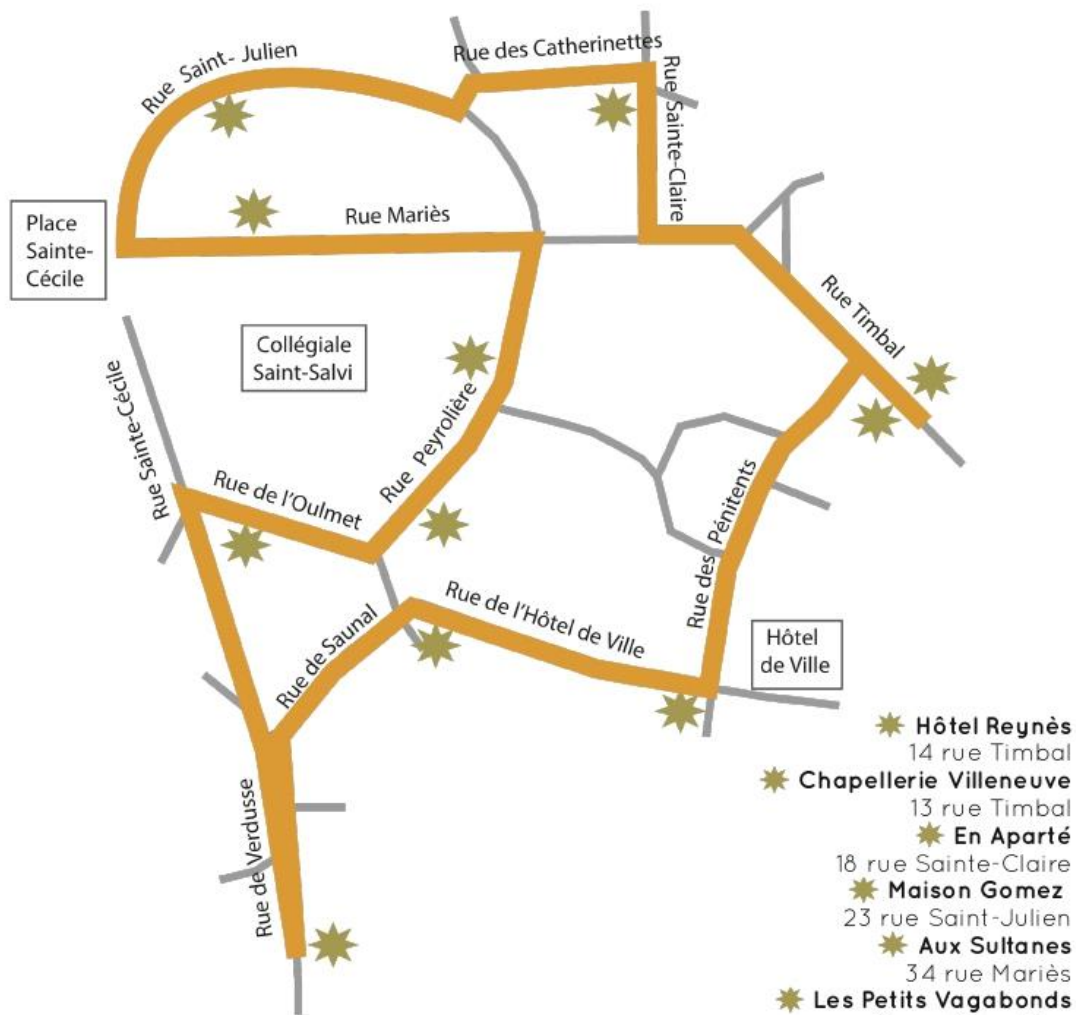 Rue Saint-Julien
Rue des Catherinettes
Rue Sainte-Claire
Place
Sainte-
Cécile
Rue Mariès
Rue Timbal
Collégiale
Saint-Salvi
Rue Sainte-Cécile
Rue Peyrolière
Rue de l'Oulmet
Rue des Pénitents
Rue de l'Hôtel de Ville
Rue de Saunal
Hôtel
de Ville
Rue de Verdusse
Hôtel Reynès
14 rue Timbal
Chapellerie Villeneuve
13 rue Timbal
En Aparté
18 rue Sainte-Claire
Maison Gomez
23 rue Saint-Julien
Aux Sultanes
34 rue Mariès
Les Petits Vagabonds